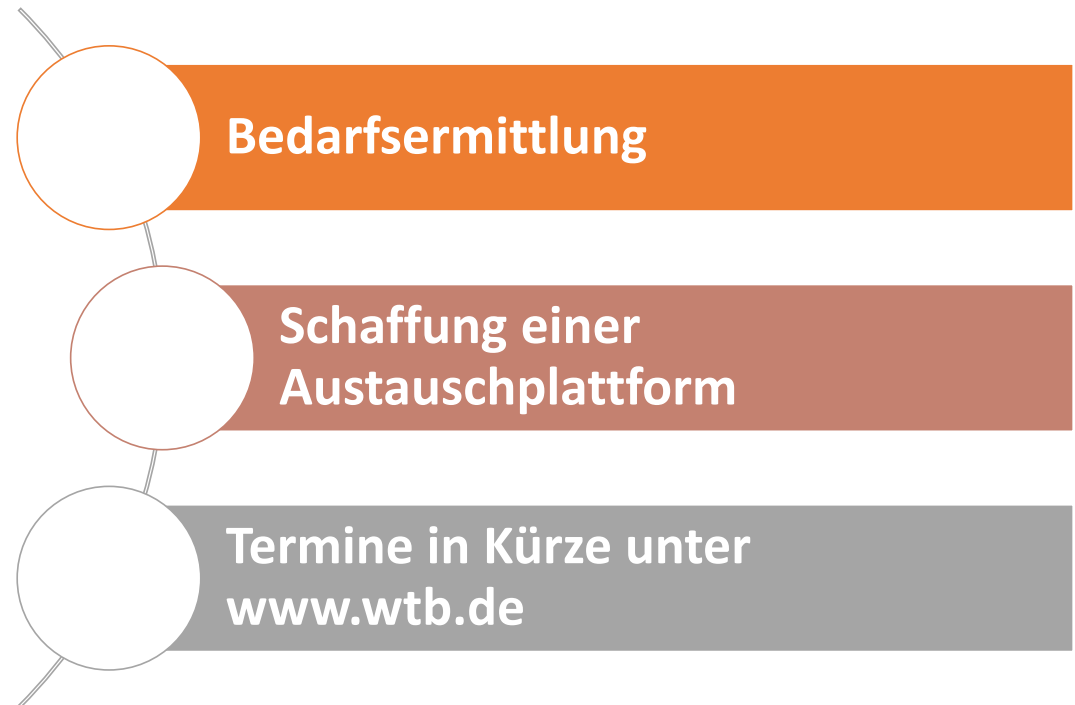 Bedarfsermittlung
Schaffung einer
Austauschplattform
Termine in Kürze unter
www.wtb.de